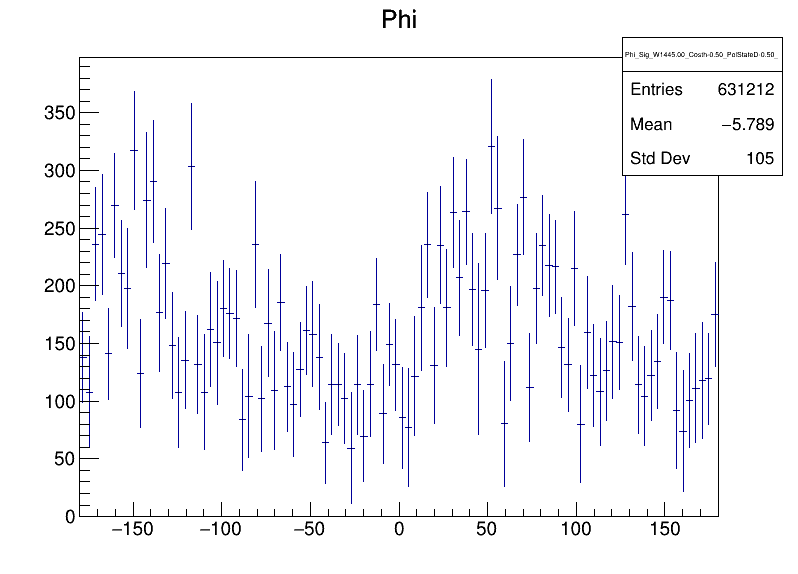 Phi
Phi_Sig_W1445.00_Costh-0.50_PolStateD-0.50_
Entries 631212
Mean −5.789
Std Dev 105
350
300
250
200
150
100
50
0
−150 −100 −50 0 50 100 150